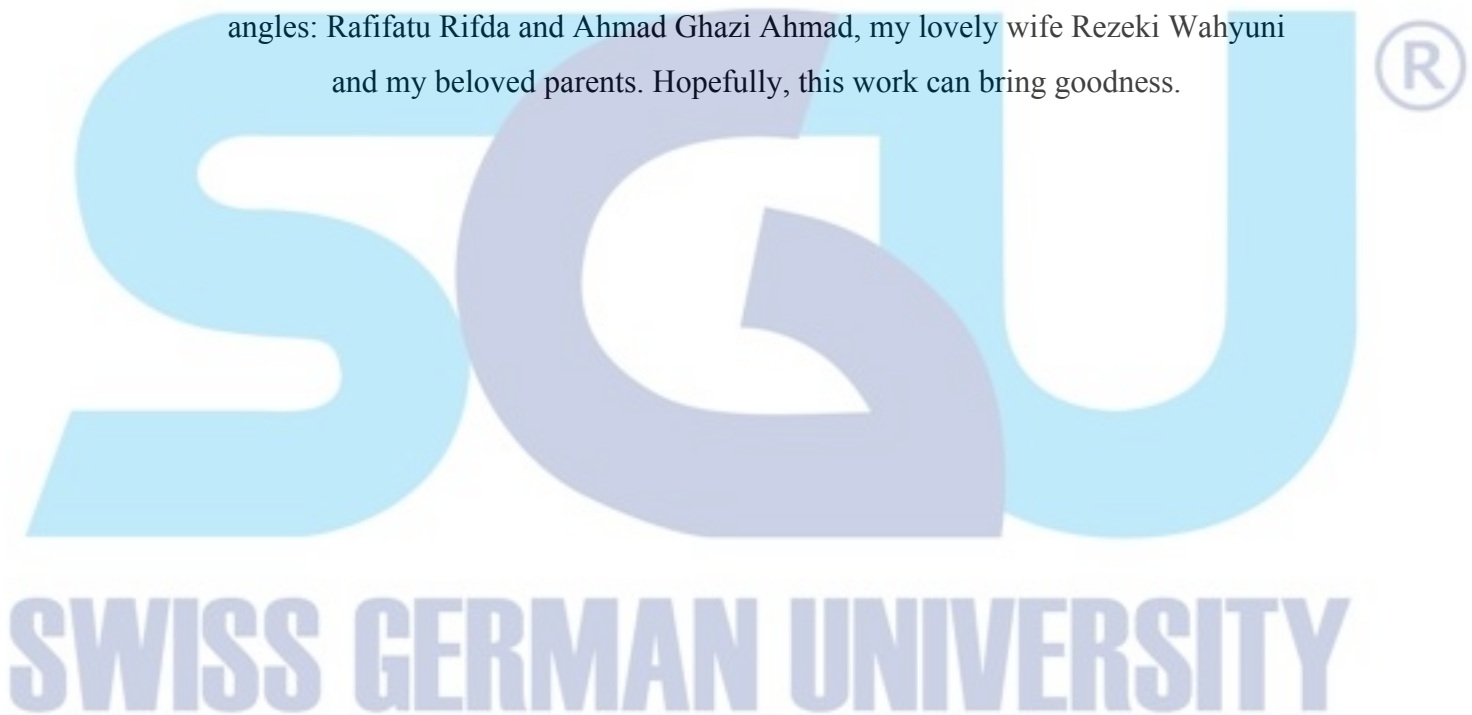 angles: Rafifatu Rifda and Ahmad Ghazi Ahmad, my lovely wife Rezeki Wahyuni
and my beloved parents. Hopefully, this work can bring goodness.
SGU ®
SWISS GERMAN UNIVERSITY